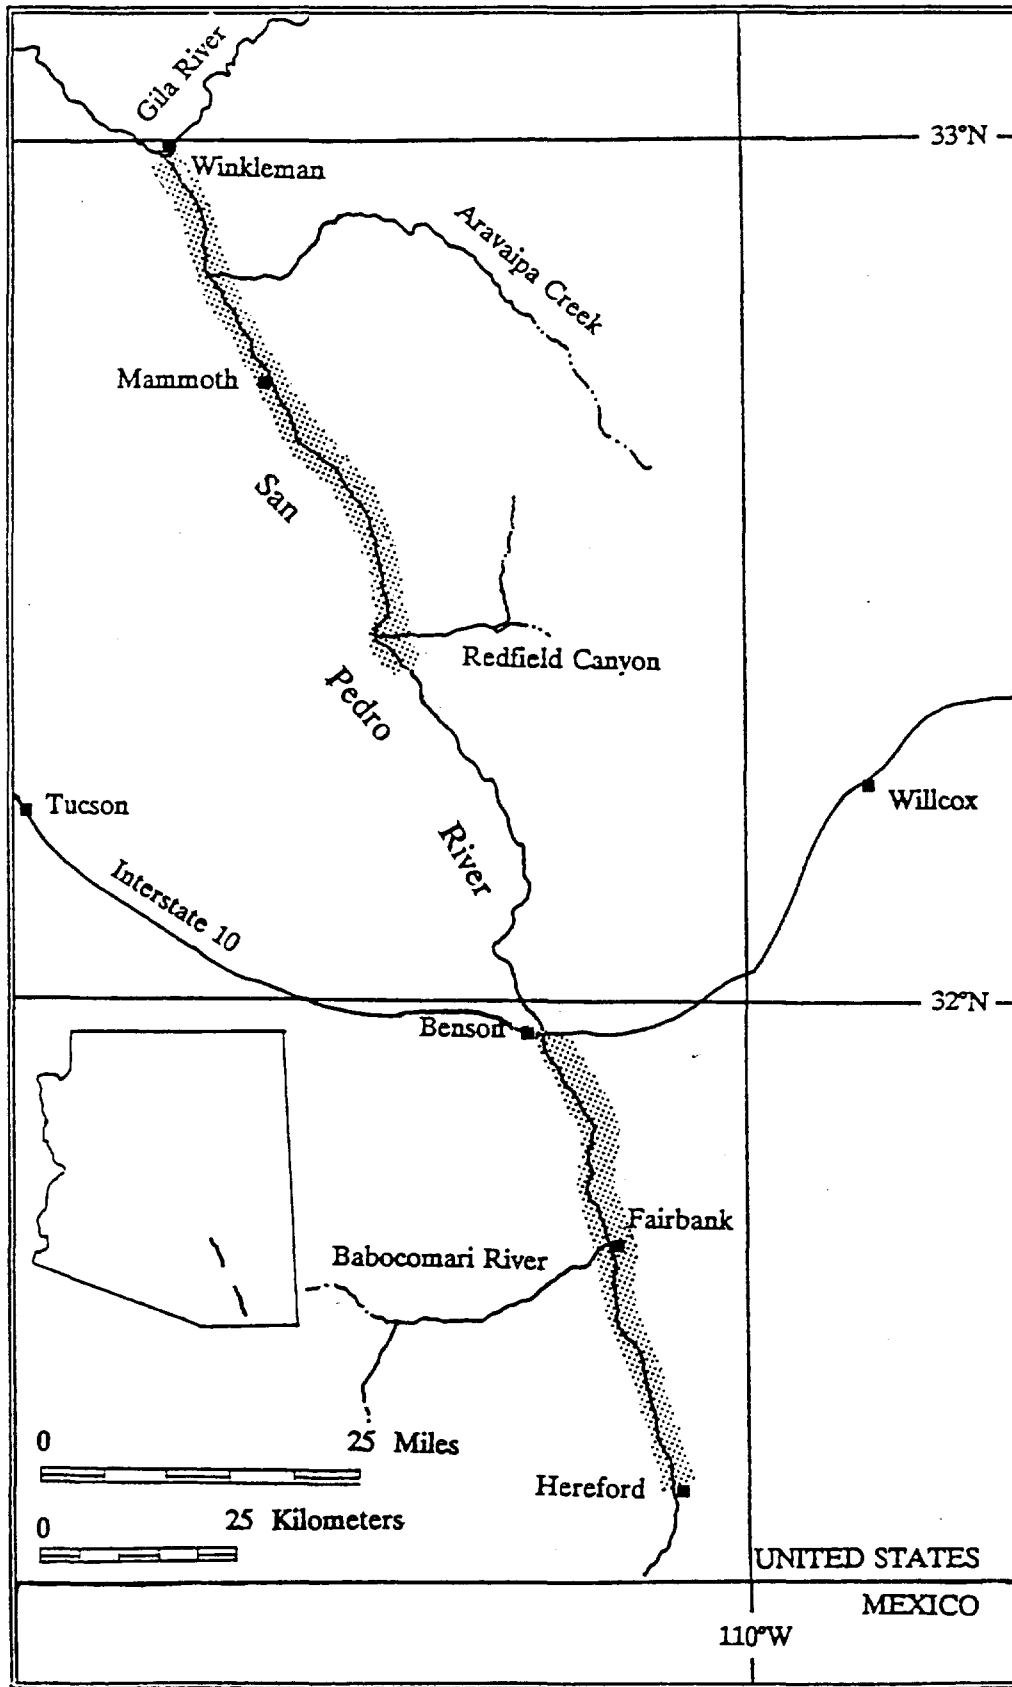 Gila River
33°N
Winkleman
Aravaipa Creek
Mammoth
San
Redfield Canyon
Pedro
Tucson
Willcox
River
Interstate 10
32°N
Benson
Fairbank
Babocomari River
0 25 Miles
Hereford
0 25 Kilometers
UNITED STATES
MEXICO
110°W